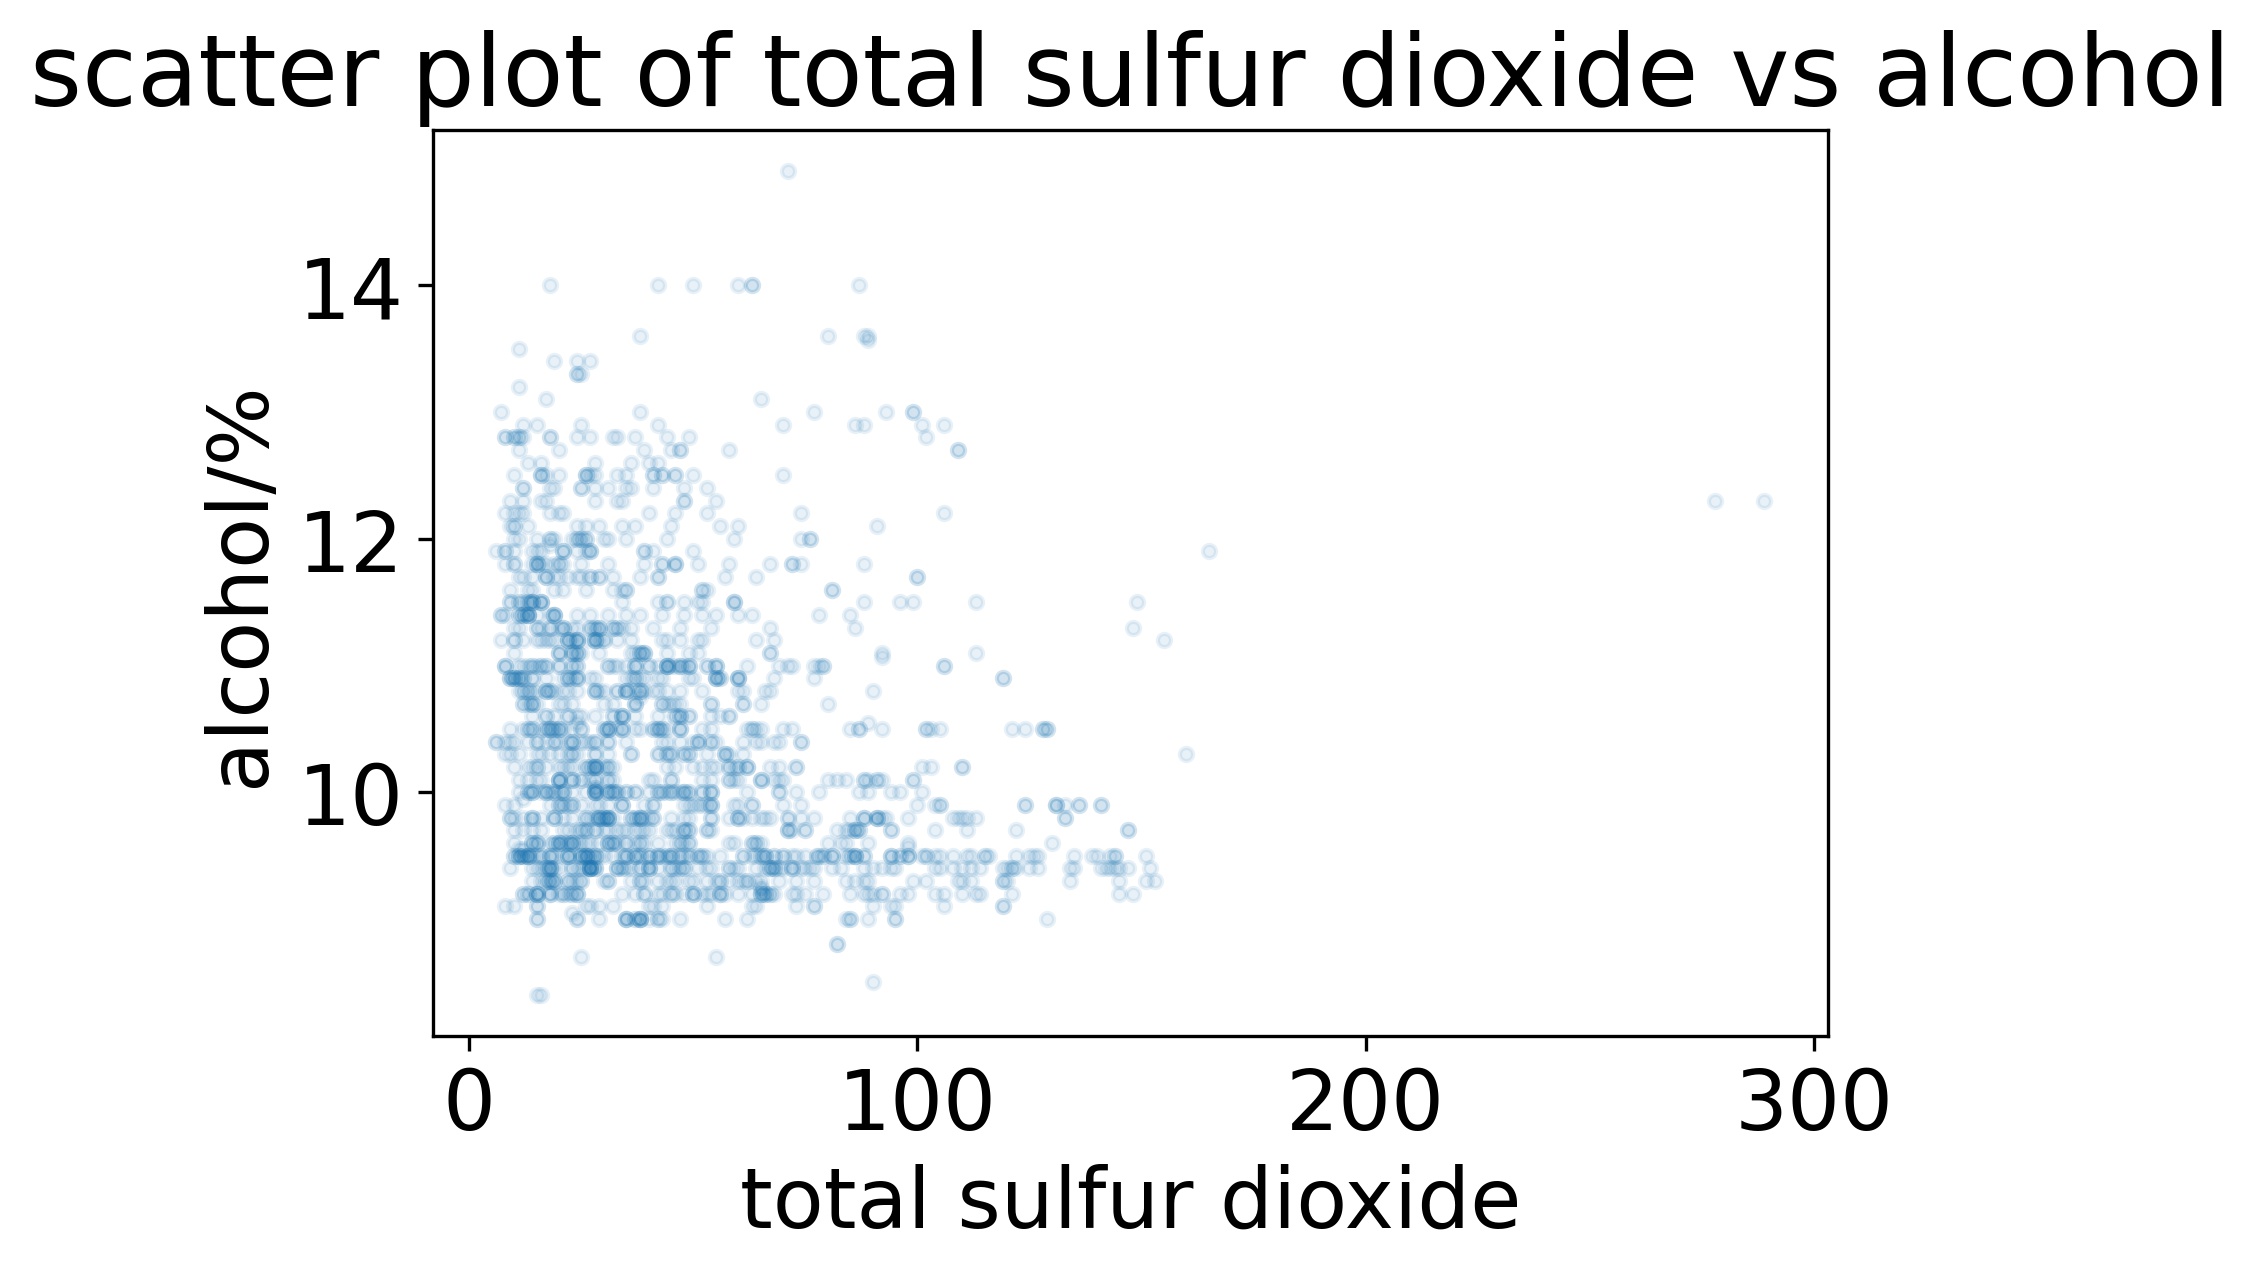 scatter plot of total sulfur dioxide vs alcohol
alcohol/%
14
12
10
0 100 200 300
total sulfur dioxide